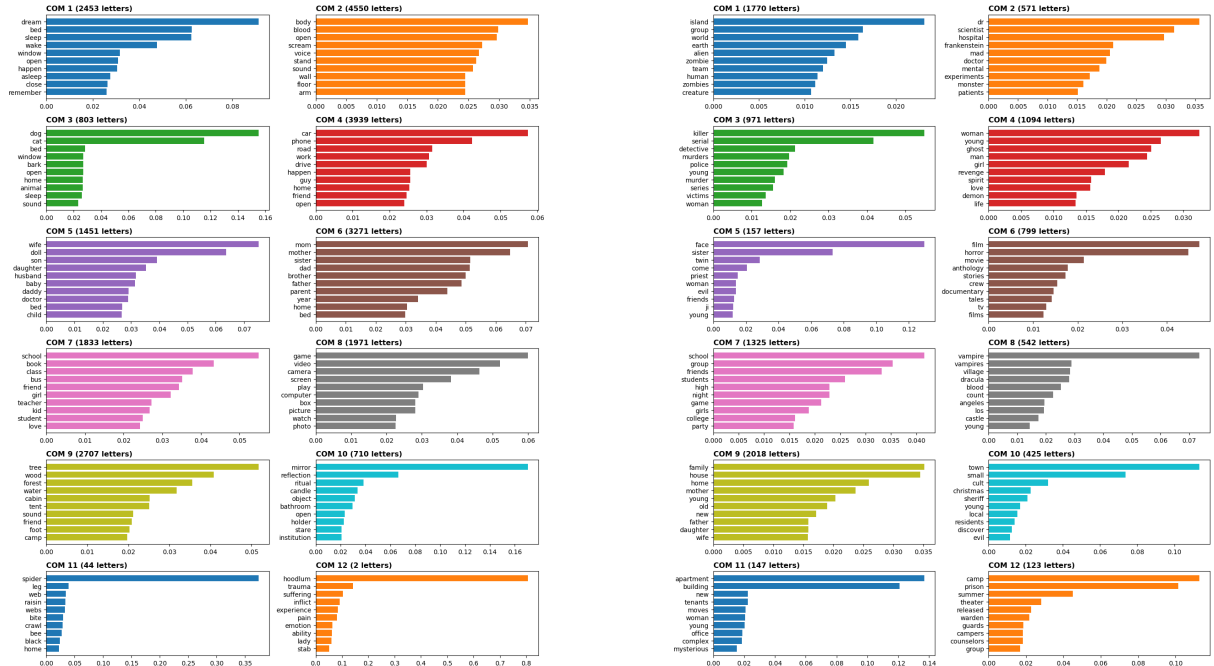 COM 1 (2453 letters)
dream
bed
sleep
wake
window
open
happen
asleep
close
remember
0.00 0.02 0.04 0.06 0.08
COM 2 (4550 letters)
body
blood
open
scream
voice
stand
sound
wall
floor
arm
0.000 0.005 0.010 0.015 0.020 0.025 0.030 0.035
COM 3 (803 letters)
dog
cat
bed
window
bark
open
home
animal
sleep
sound
0.00 0.02 0.04 0.06 0.08 0.10 0.12 0.14 0.16
COM 4 (3939 letters)
car
phone
road
work
drive
happen
guy
home
friend
open
0.00 0.01 0.02 0.03 0.04 0.05 0.06
COM 5 (1451 letters)
wife
doll
son
daughter
husband
baby
daddy
doctor
bed
child
0.00 0.01 0.02 0.03 0.04 0.05 0.06 0.07
COM 6 (3271 letters)
mom
mother
sister
dad
brother
father
parent
year
home
bed
0.00 0.01 0.02 0.03 0.04 0.05 0.06 0.07
COM 7 (1833 letters)
school
book
class
bus
friend
girl
teacher
kid
student
love
0.00 0.01 0.02 0.03 0.04 0.05
COM 8 (1971 letters)
game
video
camera
screen
play
computer
box
picture
watch
photo
0.00 0.01 0.02 0.03 0.04 0.05 0.06
COM 9 (2707 letters)
tree
wood
forest
water
cabin
tent
sound
friend
foot
camp
0.00 0.01 0.02 0.03 0.04 0.05
COM 10 (710 letters)
mirror
reflection
ritual
candle
object
bathroom
open
holder
stare
institution
0.00 0.02 0.04 0.06 0.08 0.10 0.12 0.14 0.16
COM 11 (44 letters)
spider
leg
web
raisin
webs
bite
crawl
bee
black
home
0.00 0.05 0.10 0.15 0.20 0.25 0.30 0.35
COM 12 (2 letters)
hoodlum
trauma
suffering
inflict
experience
pain
emotion
ability
lady
stab
0.0 0.1 0.2 0.3 0.4 0.5 0.6 0.7 0.8
COM 1 (1770 letters)
island
group
world
earth
alien
zombie
team
human
zombies
creature
0.000 0.005 0.010 0.015 0.020
COM 2 (571 letters)
dr
scientist
hospital
frankenstein
mad
doctor
mental
experiments
monster
patients
0.000 0.005 0.010 0.015 0.020 0.025 0.030 0.035
COM 3 (971 letters)
killer
serial
detective
murders
police
young
murder
series
victims
woman
0.00 0.01 0.02 0.03 0.04 0.05
COM 4 (1094 letters)
woman
young
ghost
man
girl
revenge
spirit
love
demon
life
0.000 0.005 0.010 0.015 0.020 0.025 0.030
COM 5 (157 letters)
face
sister
twin
come
priest
woman
evil
friends
ji
young
0.00 0.02 0.04 0.06 0.08 0.10 0.12
COM 6 (799 letters)
film
horror
movie
anthology
stories
crew
documentary
tales
tv
films
0.00 0.01 0.02 0.03 0.04
COM 7 (1325 letters)
school
group
friends
students
high
night
game
girls
college
party
0.000 0.005 0.010 0.015 0.020 0.025 0.030 0.035 0.040
COM 8 (542 letters)
vampire
vampires
village
dracula
blood
count
angeles
los
castle
young
0.00 0.01 0.02 0.03 0.04 0.05 0.06 0.07
COM 9 (2018 letters)
family
house
home
mother
young
old
new
father
daughter
wife
0.000 0.005 0.010 0.015 0.020 0.025 0.030 0.035
COM 10 (425 letters)
town
small
cult
christmas
sheriff
young
local
residents
discover
evil
0.00 0.02 0.04 0.06 0.08 0.10
COM 11 (147 letters)
apartment
building
new
tenants
moves
woman
young
office
complex
mysterious
0.00 0.02 0.04 0.06 0.08 0.10 0.12 0.14
COM 12 (123 letters)
camp
prison
summer
theater
released
warden
guards
campers
counselors
group
0.00 0.02 0.04 0.06 0.08 0.10